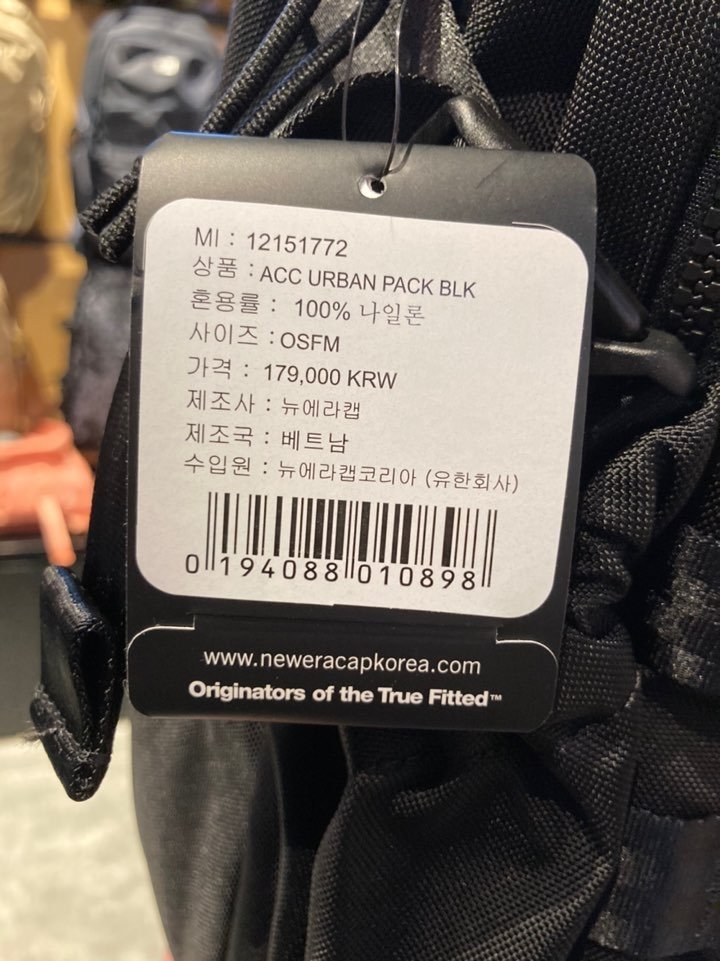 MI : 12151772
상품 : ACC URBAN PACK BLK
혼용률 : 100% 나일론
사이즈 : OSFM
가격 : 179,000 KRW
제조사 : 뉴에라캡
제조국 : 베트남
수입원 : 뉴에라캡코리아 (유한회사)
0 194088 010898
www.neweracapkorea.com
Originators of the True Fitted™